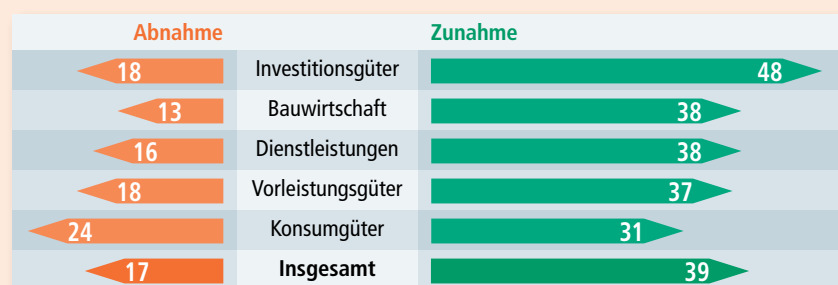 Abnahme Zunahme
18 Investitionsgüter 48
13 Bauwirtschaft 38
16 Dienstleistungen 38
18 Vorleistungsgüter 37
24 Konsumgüter 31
17 Insgesamt 39